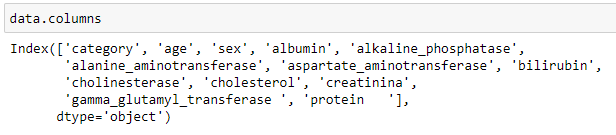 data.columns
Index(['category', 'age', 'sex', 'albumin', 'alkaline_phosphatase',
'alanine_aminotransferase', 'aspartate_aminotransferase', 'bilirubin',
'cholinesterase', 'cholesterol', 'creatinina',
'gamma_glutamyl_transferase ', 'protein   '],
dtype='object')